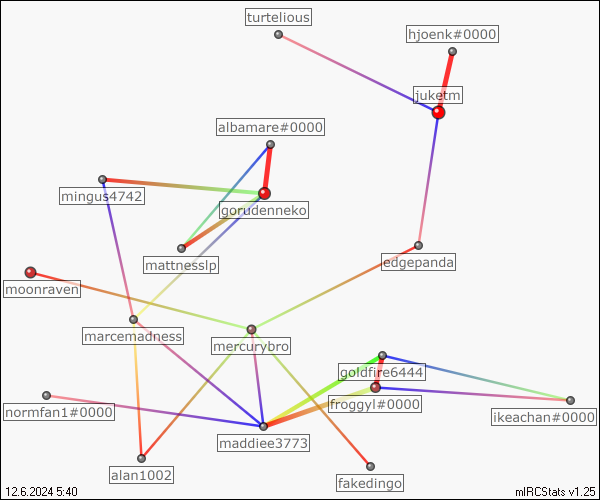 turtelious
hjoenk#0000
juketm
albamare#0000
mingus4742
gorudenneko
mattnesslp
edgepanda
moonraven
marcemadness
mercurybro
goldfire6444
froggyl#0000
normfan1#0000
ikeachan#0000
maddiee3773
alan1002
fakedingo
12.6.2024 5:40
mIRCStats v1.25